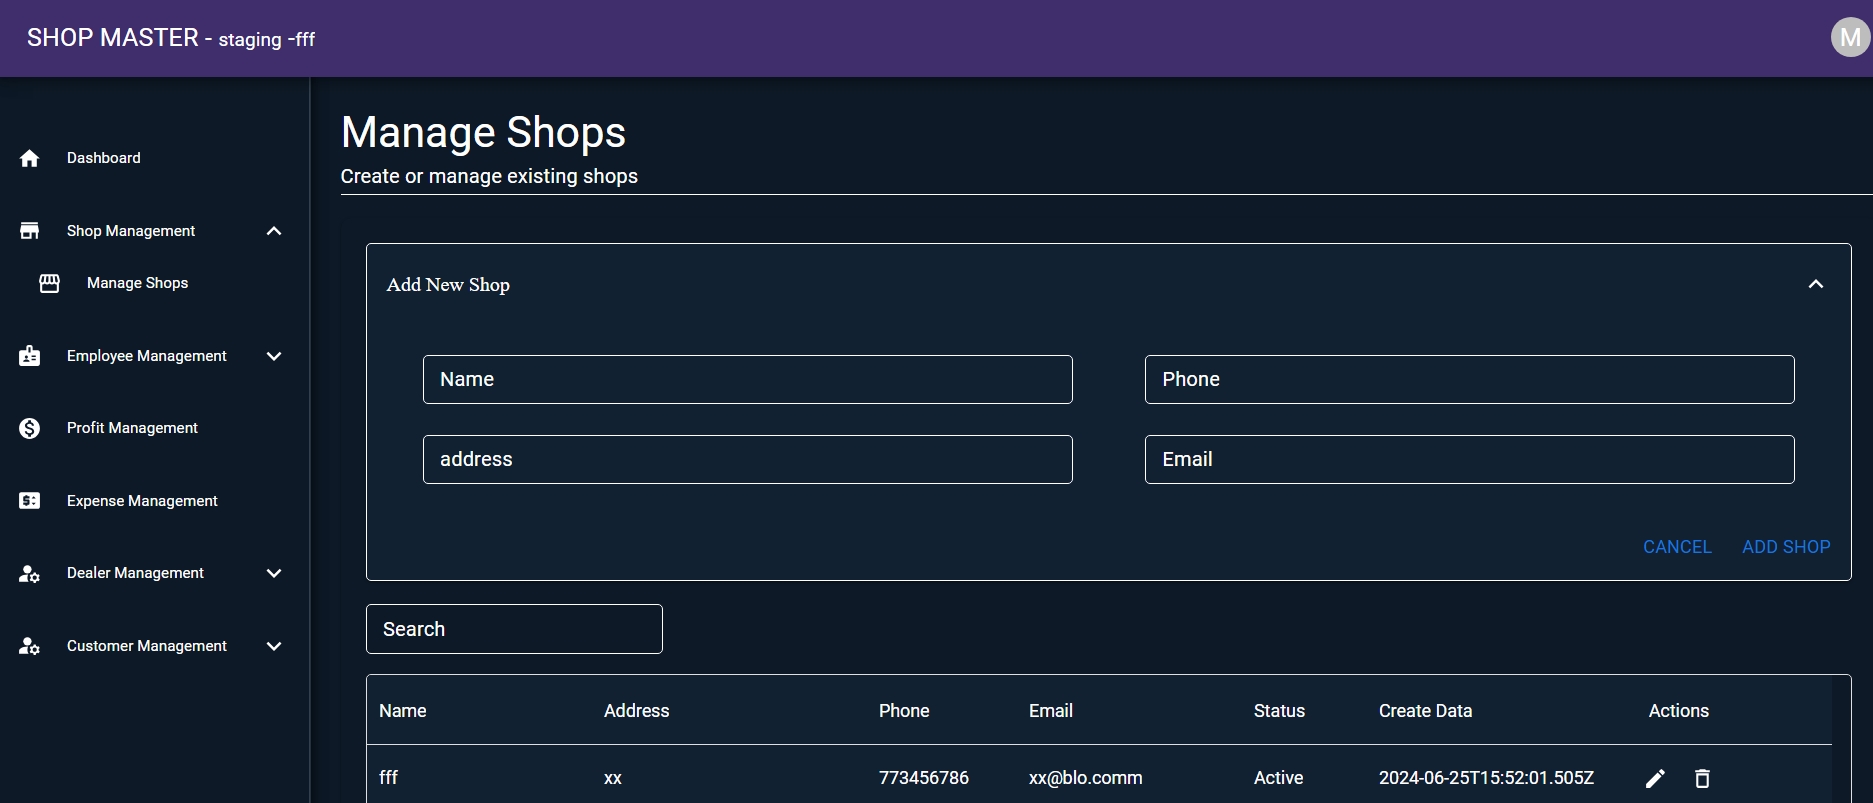 SHOP MASTER - staging -fff
M
Dashboard
Shop Management
Manage Shops
Employee Management
Profit Management
Expense Management
Dealer Management
Customer Management
Manage Shops
Create or manage existing shops
Add New Shop
Name
Phone
address
Email
CANCEL
ADD SHOP
Search
Name Address Phone Email Status Create Data Actions
fff xx 773456786 xx@blo.comm Active 2024-06-25T15:52:01.505Z